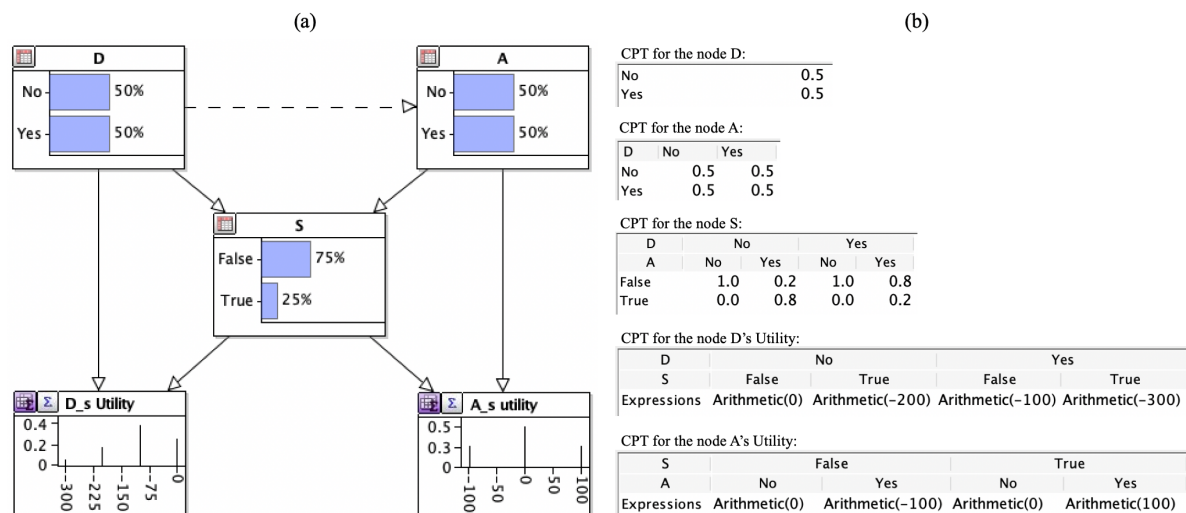 (a)
D
No
50%
Yes
50%
A
No
50%
Yes
50%
S
False
75%
True
25%
Σ D_s Utility
0.4
0.2
0
-300
-225
-150
-75
0
Σ A_s utility
0.5
0.3
0
-100
-50
0
50
100
(b)
CPT for the node D:
No 0.5
Yes 0.5
CPT for the node A:
D No Yes
No 0.5 0.5
Yes 0.5 0.5
CPT for the node S:
D No Yes
A No Yes No Yes
False 1.0 0.2 1.0 0.8
True 0.0 0.8 0.0 0.2
CPT for the node D’s Utility:
D No Yes
S False True False True
Expressions Arithmetic(0) Arithmetic(-200) Arithmetic(-100) Arithmetic(-300)
CPT for the node A’s Utility:
S False True
A No Yes No Yes
Expressions Arithmetic(0) Arithmetic(-100) Arithmetic(0) Arithmetic(100)